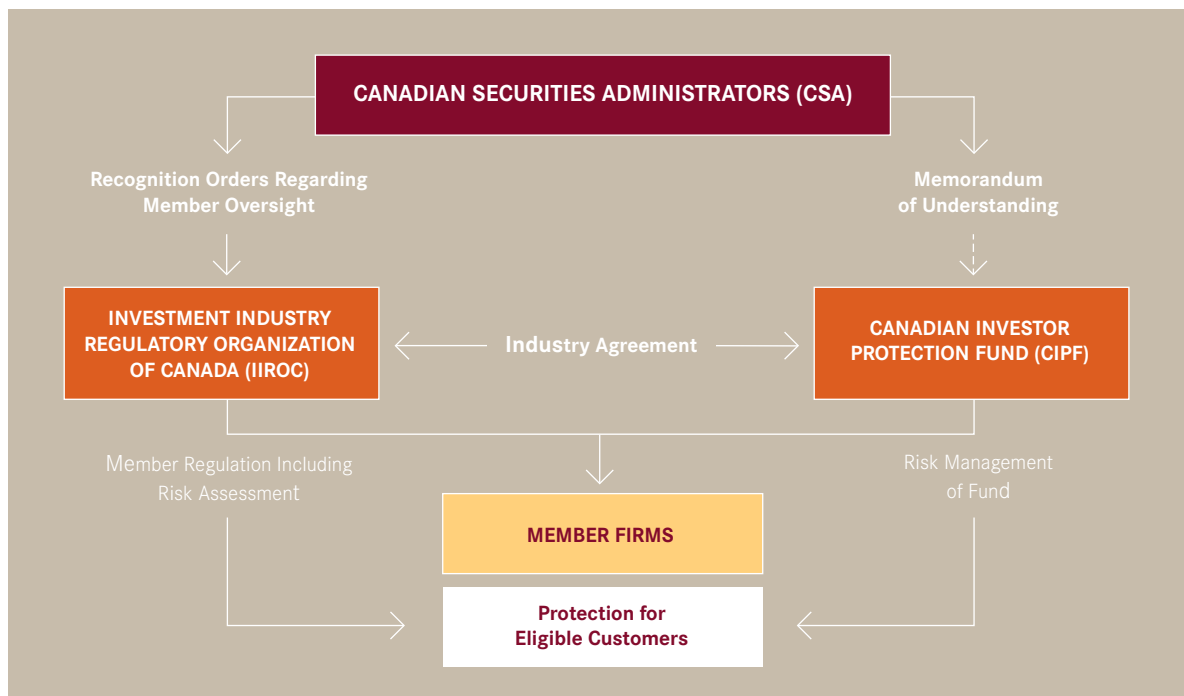 CANADIAN SECURITIES ADMINISTRATORS (CSA)
Recognition Orders Regarding
Member Oversight
Memorandum
of Understanding
INVESTMENT INDUSTRY
REGULATORY ORGANIZATION
OF CANADA (IIROC)
Industry Agreement
CANADIAN INVESTOR
PROTECTION FUND (CIPF)
Member Regulation Including
Risk Assessment
Risk Management
of Fund
MEMBER FIRMS
Protection for
Eligible Customers